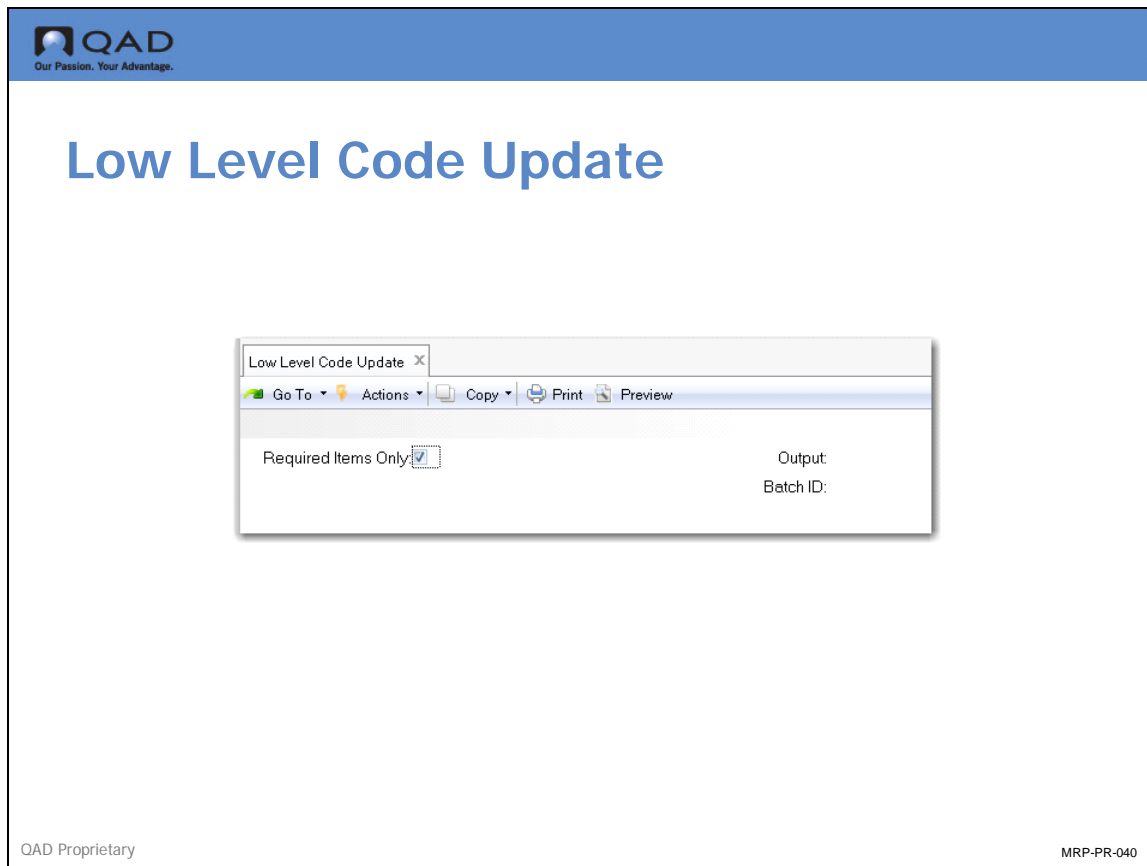 QAD
Our Passion. Your Advantage.
Low Level Code Update
Low Level Code Update
Go To Actions Copy Print Preview
Required Items Only: Output:
Batch ID:
QAD Proprietary MRP-PR-040